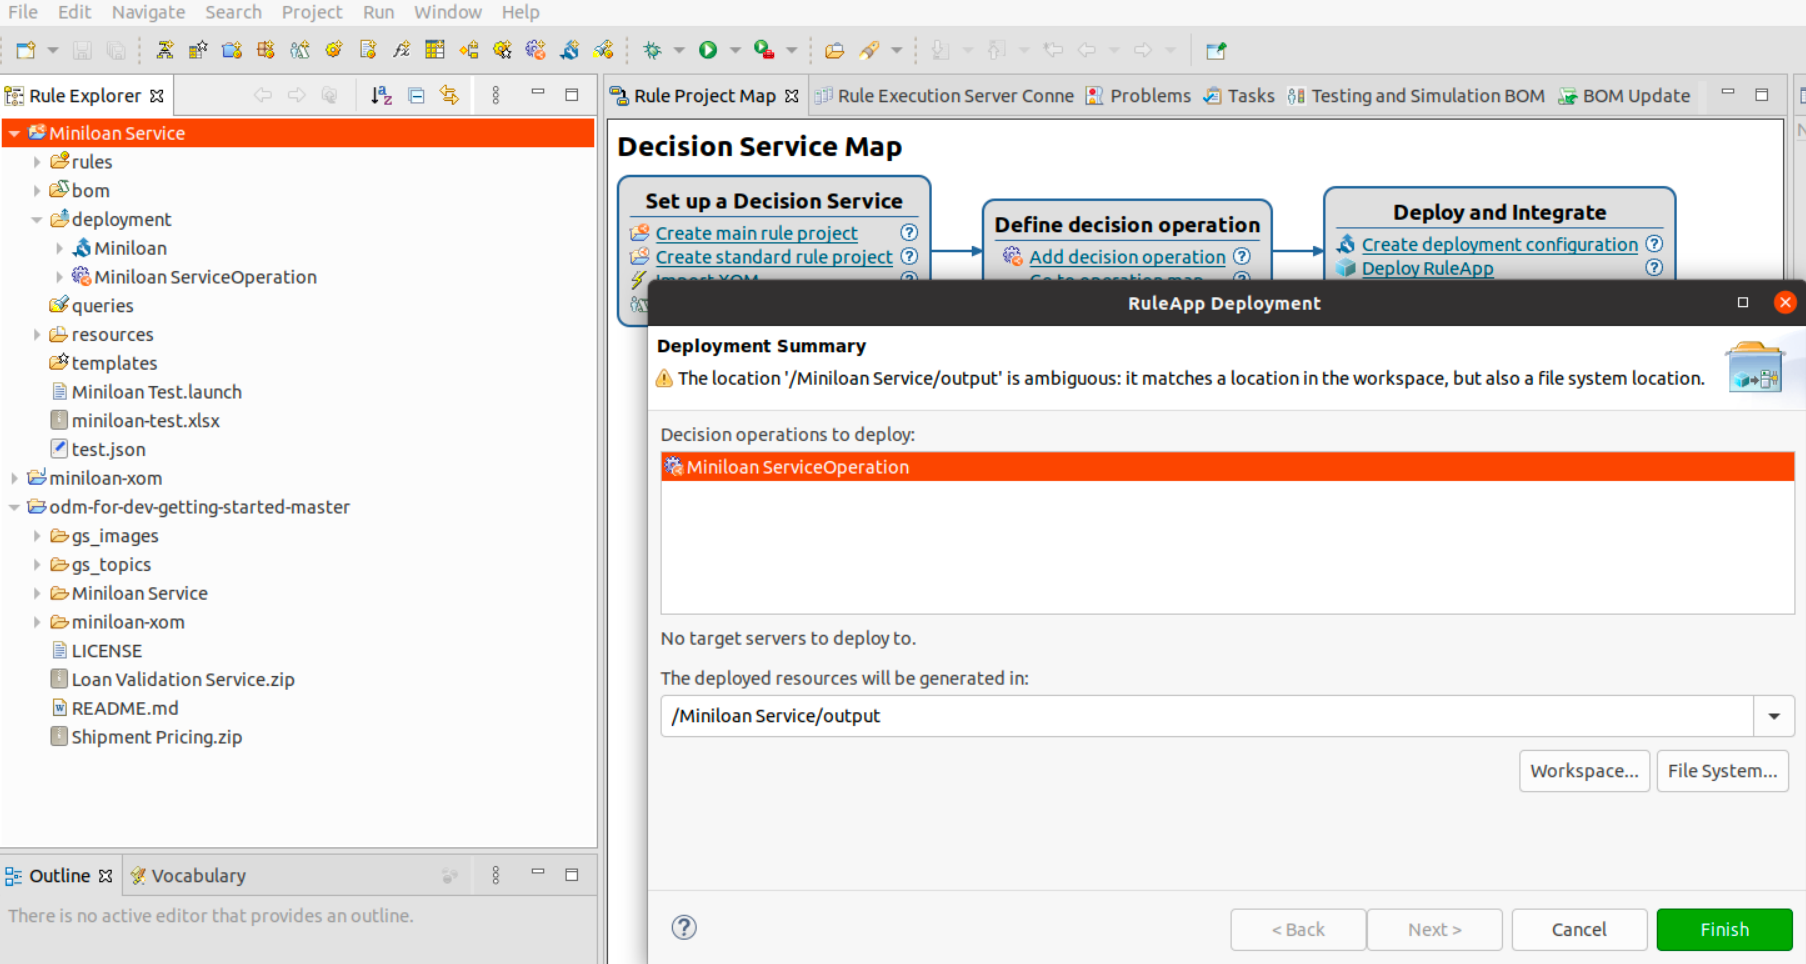 File Edit Navigate Search Project Run Window Help
Rule Explorer
Miniloan Service
rules
bom
deployment
Miniloan
Miniloan ServiceOperation
queries
resources
templates
Miniloan Test.launch
miniloan-test.xlsx
test.json
miniloan-xom
odm-for-dev-getting-started-master
gs_images
gs_topics
Miniloan Service
miniloan-xom
LICENSE
Loan Validation Service.zip
README.md
Shipment Pricing.zip
Outline Vocabulary
There is no active editor that provides an outline.
Rule Project Map Rule Execution Server Conne Problems Tasks Testing and Simulation BOM BOM Update
Decision Service Map
Set up a Decision Service
Create main rule project
Create standard rule project
Import XOM
Define decision operation
Add decision operation
Go to operation map
Deploy and Integrate
Create deployment configuration
Deploy RuleApp
RuleApp Deployment
Deployment Summary
The location '/Miniloan Service/output' is ambiguous: it matches a location in the workspace, but also a file system location.
Decision operations to deploy:
Miniloan ServiceOperation
No target servers to deploy to.
The deployed resources will be generated in:
/Miniloan Service/output
Workspace... File System...
< Back Next > Cancel Finish